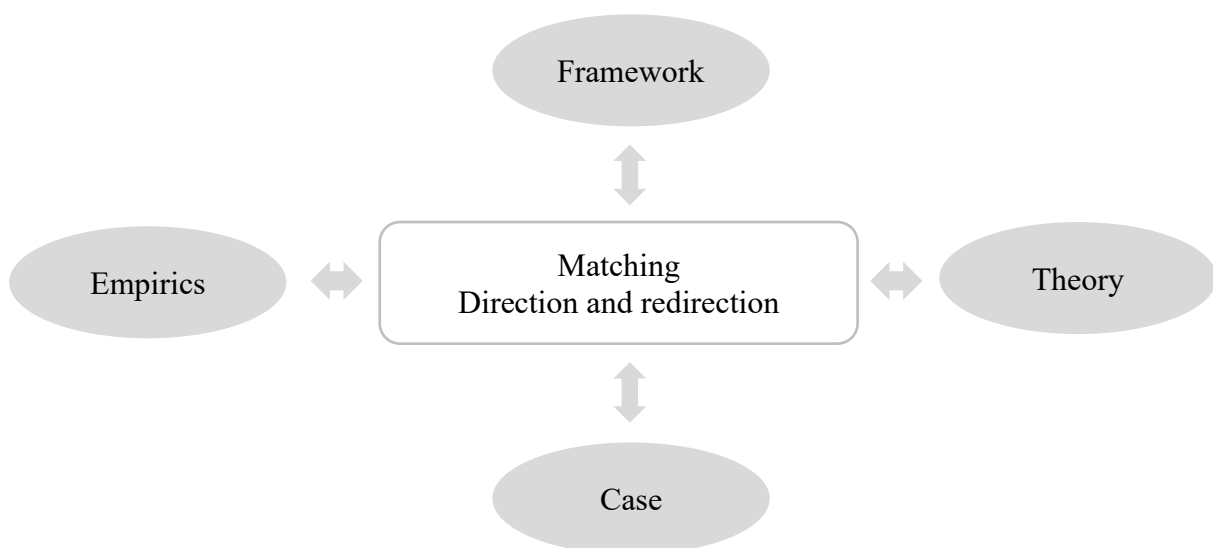 Framework
Empirics
Matching
Direction and redirection
Theory
Case